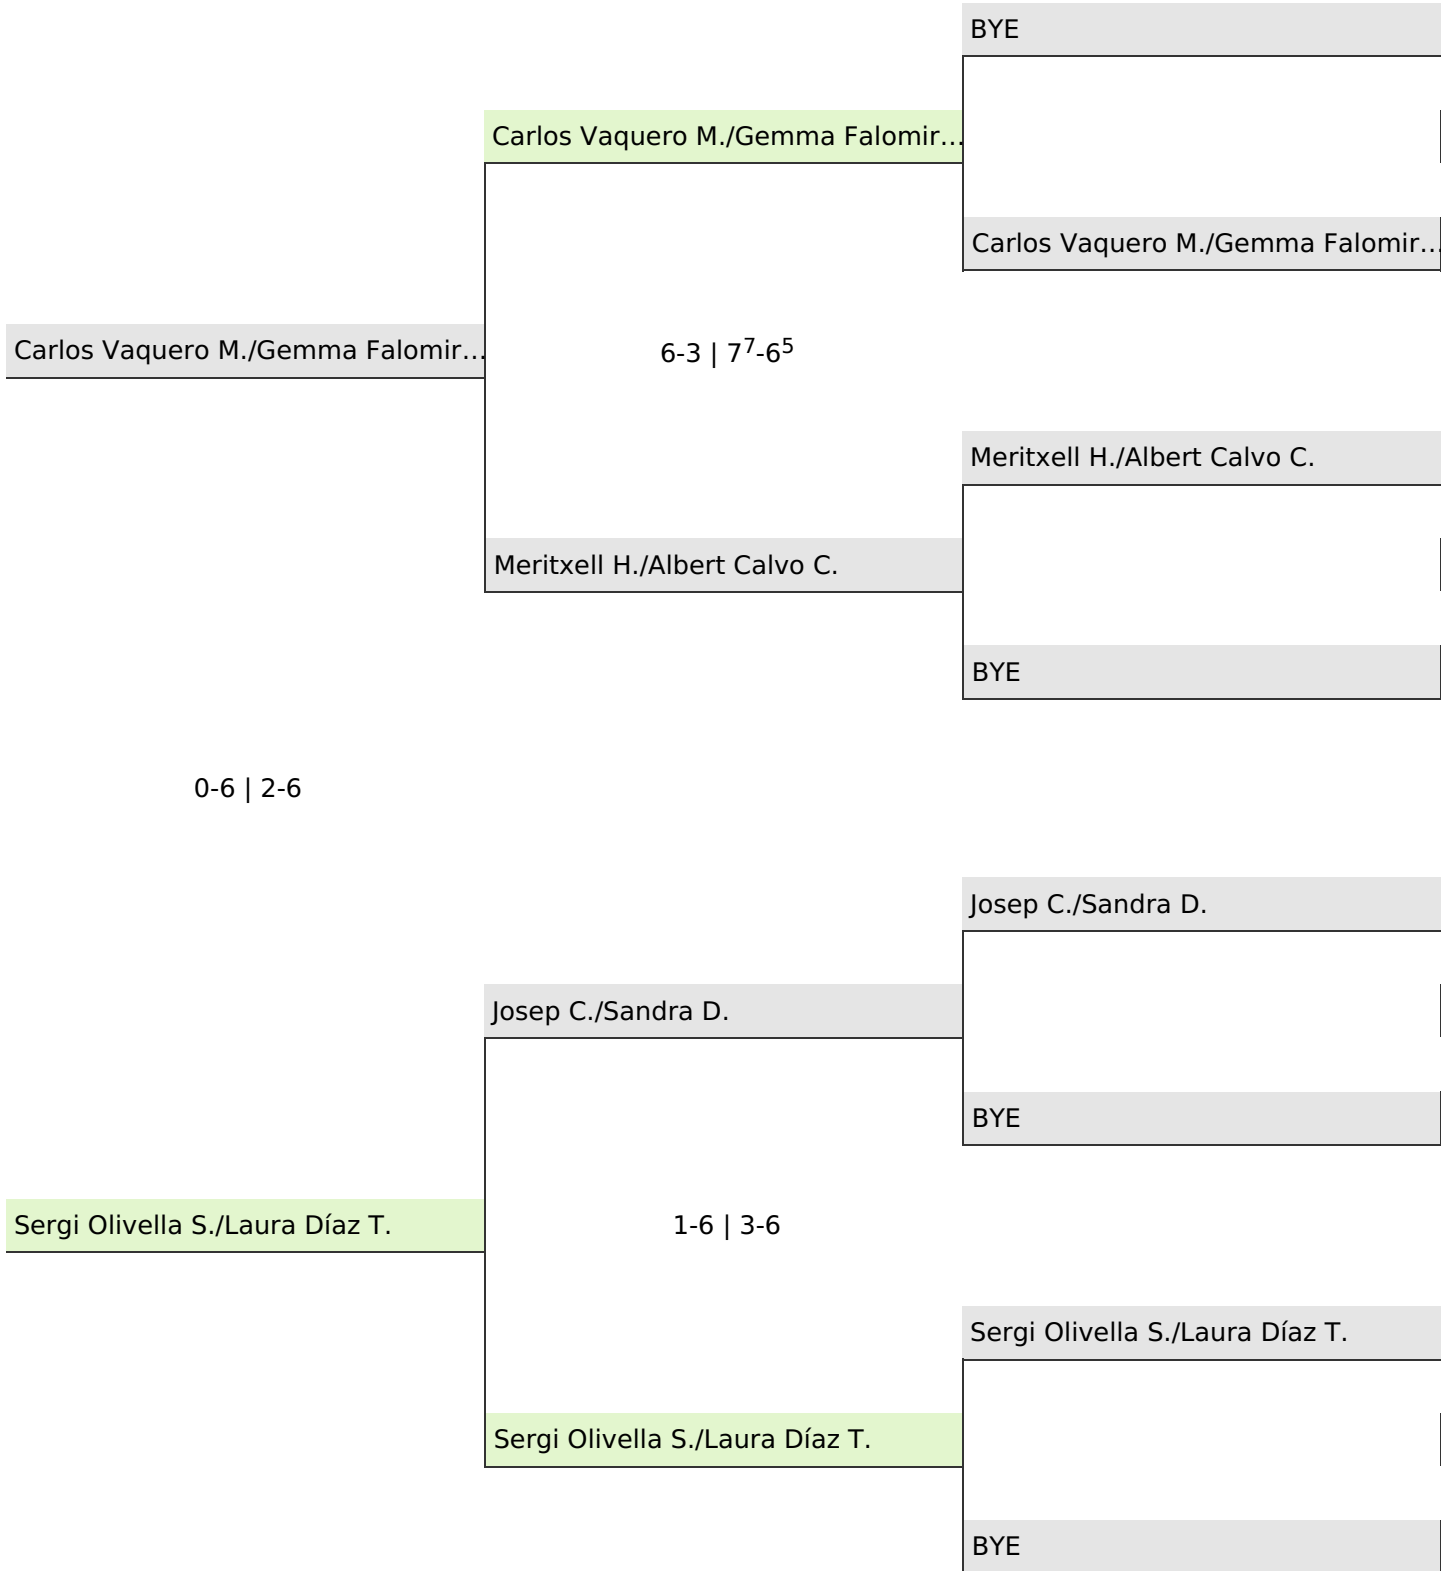 BYE
Carlos Vaquero M./Gemma Falomir...
Carlos Vaquero M./Gemma Falomir...
Carlos Vaquero M./Gemma Falomir...
6-3 | 7⁷-6⁵
Meritxell H./Albert Calvo C.
Meritxell H./Albert Calvo C.
BYE
0-6 | 2-6
Josep C./Sandra D.
Josep C./Sandra D.
BYE
Sergi Olivella S./Laura Díaz T.
1-6 | 3-6
Sergi Olivella S./Laura Díaz T.
Sergi Olivella S./Laura Díaz T.
BYE